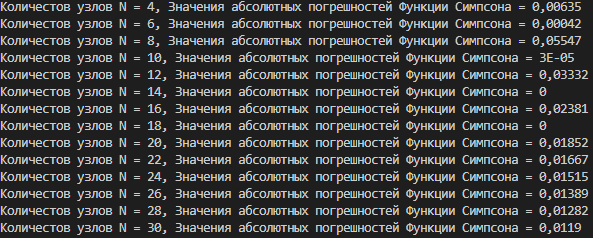 Количестов узлов N = 4, Значения абсолютных погрешностей Функции Симпсона = 0,00635
Количестов узлов N = 6, Значения абсолютных погрешностей Функции Симпсона = 0,00042
Количестов узлов N = 8, Значения абсолютных погрешностей Функции Симпсона = 0,05547
Количестов узлов N = 10, Значения абсолютных погрешностей Функции Симпсона = 3E-05
Количестов узлов N = 12, Значения абсолютных погрешностей Функции Симпсона = 0,03332
Количестов узлов N = 14, Значения абсолютных погрешностей Функции Симпсона = 0
Количестов узлов N = 16, Значения абсолютных погрешностей Функции Симпсона = 0,02381
Количестов узлов N = 18, Значения абсолютных погрешностей Функции Симпсона = 0
Количестов узлов N = 20, Значения абсолютных погрешностей Функции Симпсона = 0,01852
Количестов узлов N = 22, Значения абсолютных погрешностей Функции Симпсона = 0,01667
Количестов узлов N = 24, Значения абсолютных погрешностей Функции Симпсона = 0,01515
Количестов узлов N = 26, Значения абсолютных погрешностей Функции Симпсона = 0,01389
Количестов узлов N = 28, Значения абсолютных погрешностей Функции Симпсона = 0,01282
Количестов узлов N = 30, Значения абсолютных погрешностей Функции Симпсона = 0,0119